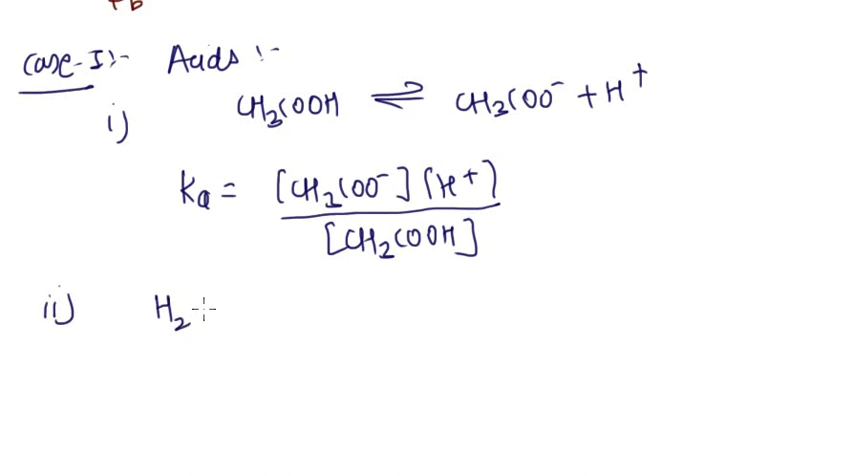 +b
Case-I:- Acids :-
i) CH3COOH ⇌ CH3COO⁻ + H⁺
Ka = [CH3COO⁻] [H⁺] / [CH3COOH]
ii) H2